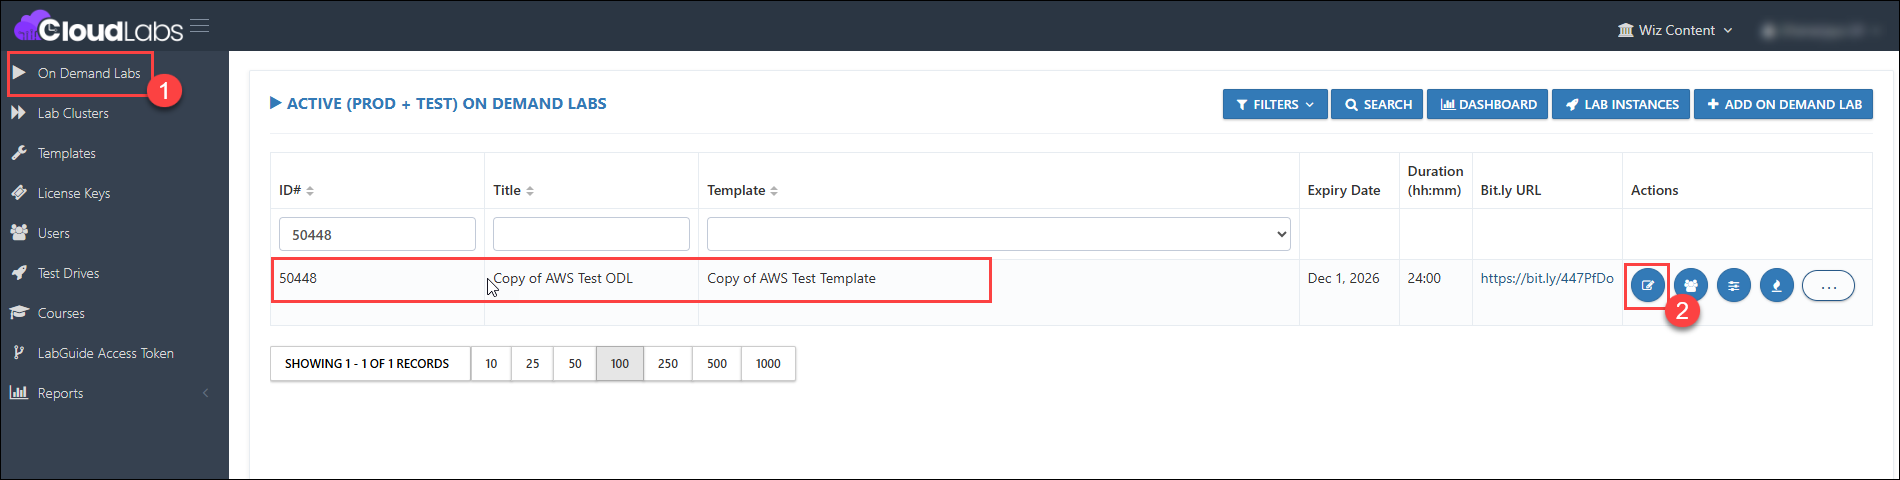 CloudLabs
Wiz Content
On Demand Labs
1
Lab Clusters
Templates
License Keys
Users
Test Drives
Courses
LabGuide Access Token
Reports
ACTIVE (PROD + TEST) ON DEMAND LABS
FILTERS
SEARCH
DASHBOARD
LAB INSTANCES
ADD ON DEMAND LAB
ID# Title Template Expiry Date Duration (hh:mm) Bit.ly URL Actions
50448
50448 Copy of AWS Test ODL Copy of AWS Test Template Dec 1, 2026 24:00 https://bit.ly/447PfDo ...
2
SHOWING 1 - 1 OF 1 RECORDS 10 25 50 100 250 500 1000